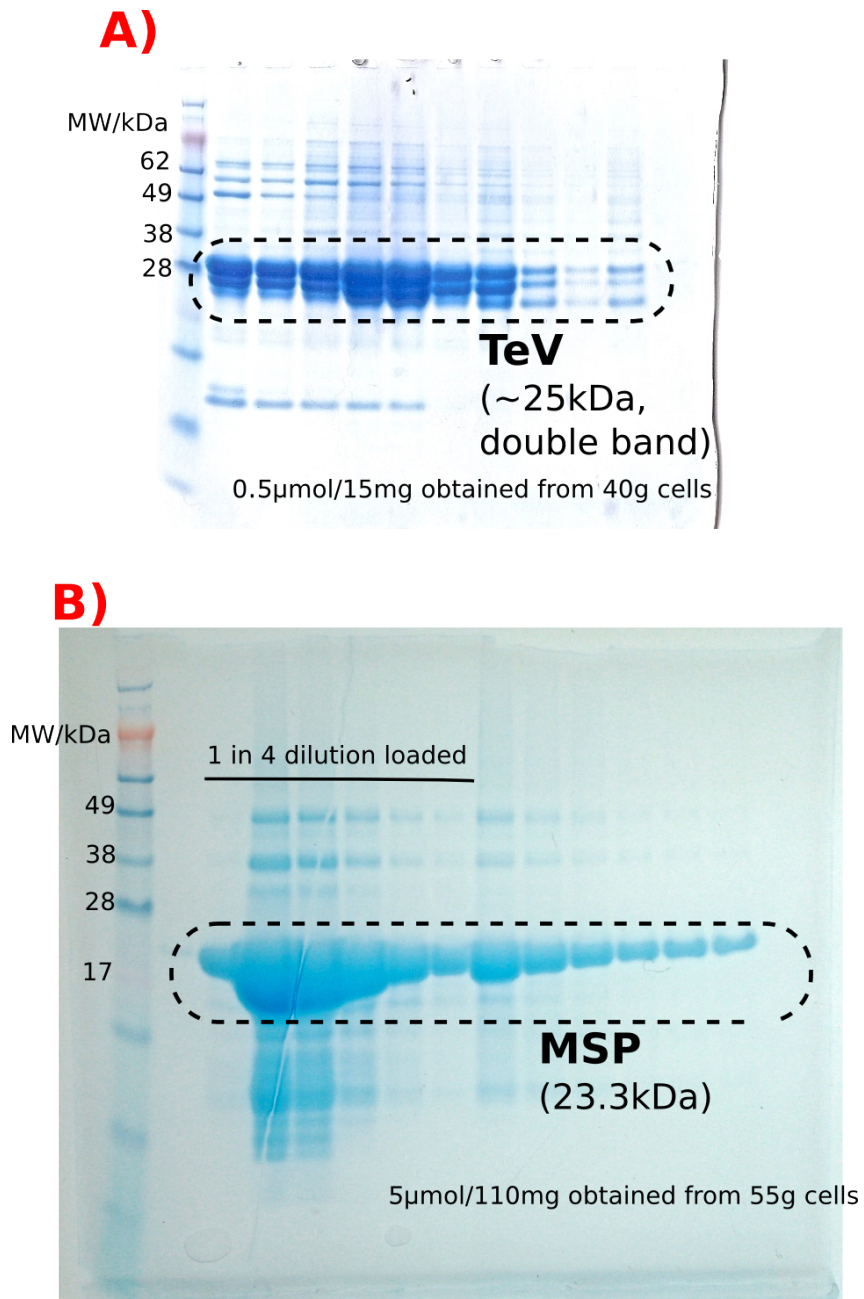 A)
MW/kDa
62
49
38
28
TeV
(~25kDa,
double band)
0.5µmol/15mg obtained from 40g cells
B)
MW/kDa
1 in 4 dilution loaded
49
38
28
17
MSP
(23.3kDa)
5µmol/110mg obtained from 55g cells